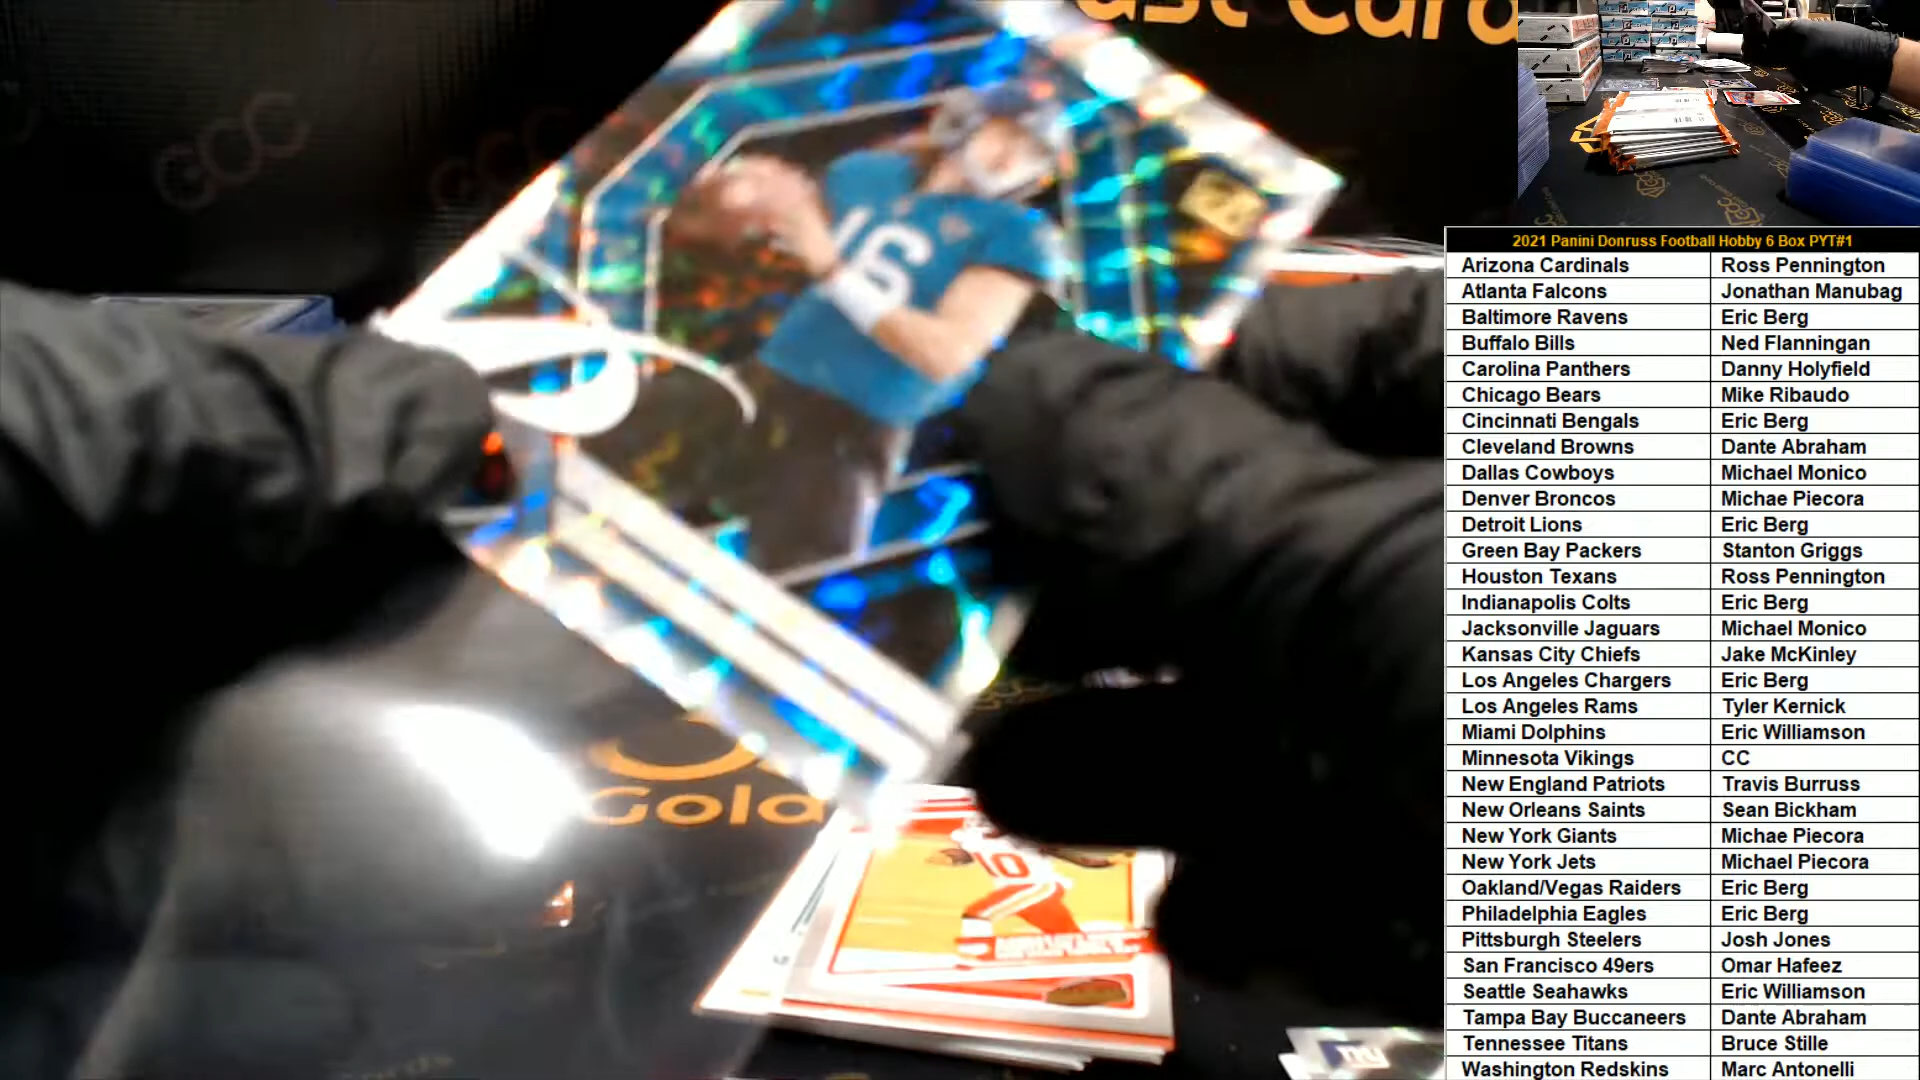 ast Card
GCC
16
Gold
10
ny
2021 Panini Donruss Football Hobby 6 Box PYT#1
Arizona Cardinals Ross Pennington
Atlanta Falcons Jonathan Manubag
Baltimore Ravens Eric Berg
Buffalo Bills Ned Flanningan
Carolina Panthers Danny Holyfield
Chicago Bears Mike Ribaudo
Cincinnati Bengals Eric Berg
Cleveland Browns Dante Abraham
Dallas Cowboys Michael Monico
Denver Broncos Michae Piecora
Detroit Lions Eric Berg
Green Bay Packers Stanton Griggs
Houston Texans Ross Pennington
Indianapolis Colts Eric Berg
Jacksonville Jaguars Michael Monico
Kansas City Chiefs Jake McKinley
Los Angeles Chargers Eric Berg
Los Angeles Rams Tyler Kernick
Miami Dolphins Eric Williamson
Minnesota Vikings CC
New England Patriots Travis Burruss
New Orleans Saints Sean Bickham
New York Giants Michae Piecora
New York Jets Michael Piecora
Oakland/Vegas Raiders Eric Berg
Philadelphia Eagles Eric Berg
Pittsburgh Steelers Josh Jones
San Francisco 49ers Omar Hafeez
Seattle Seahawks Eric Williamson
Tampa Bay Buccaneers Dante Abraham
Tennessee Titans Bruce Stille
Washington Redskins Marc Antonelli